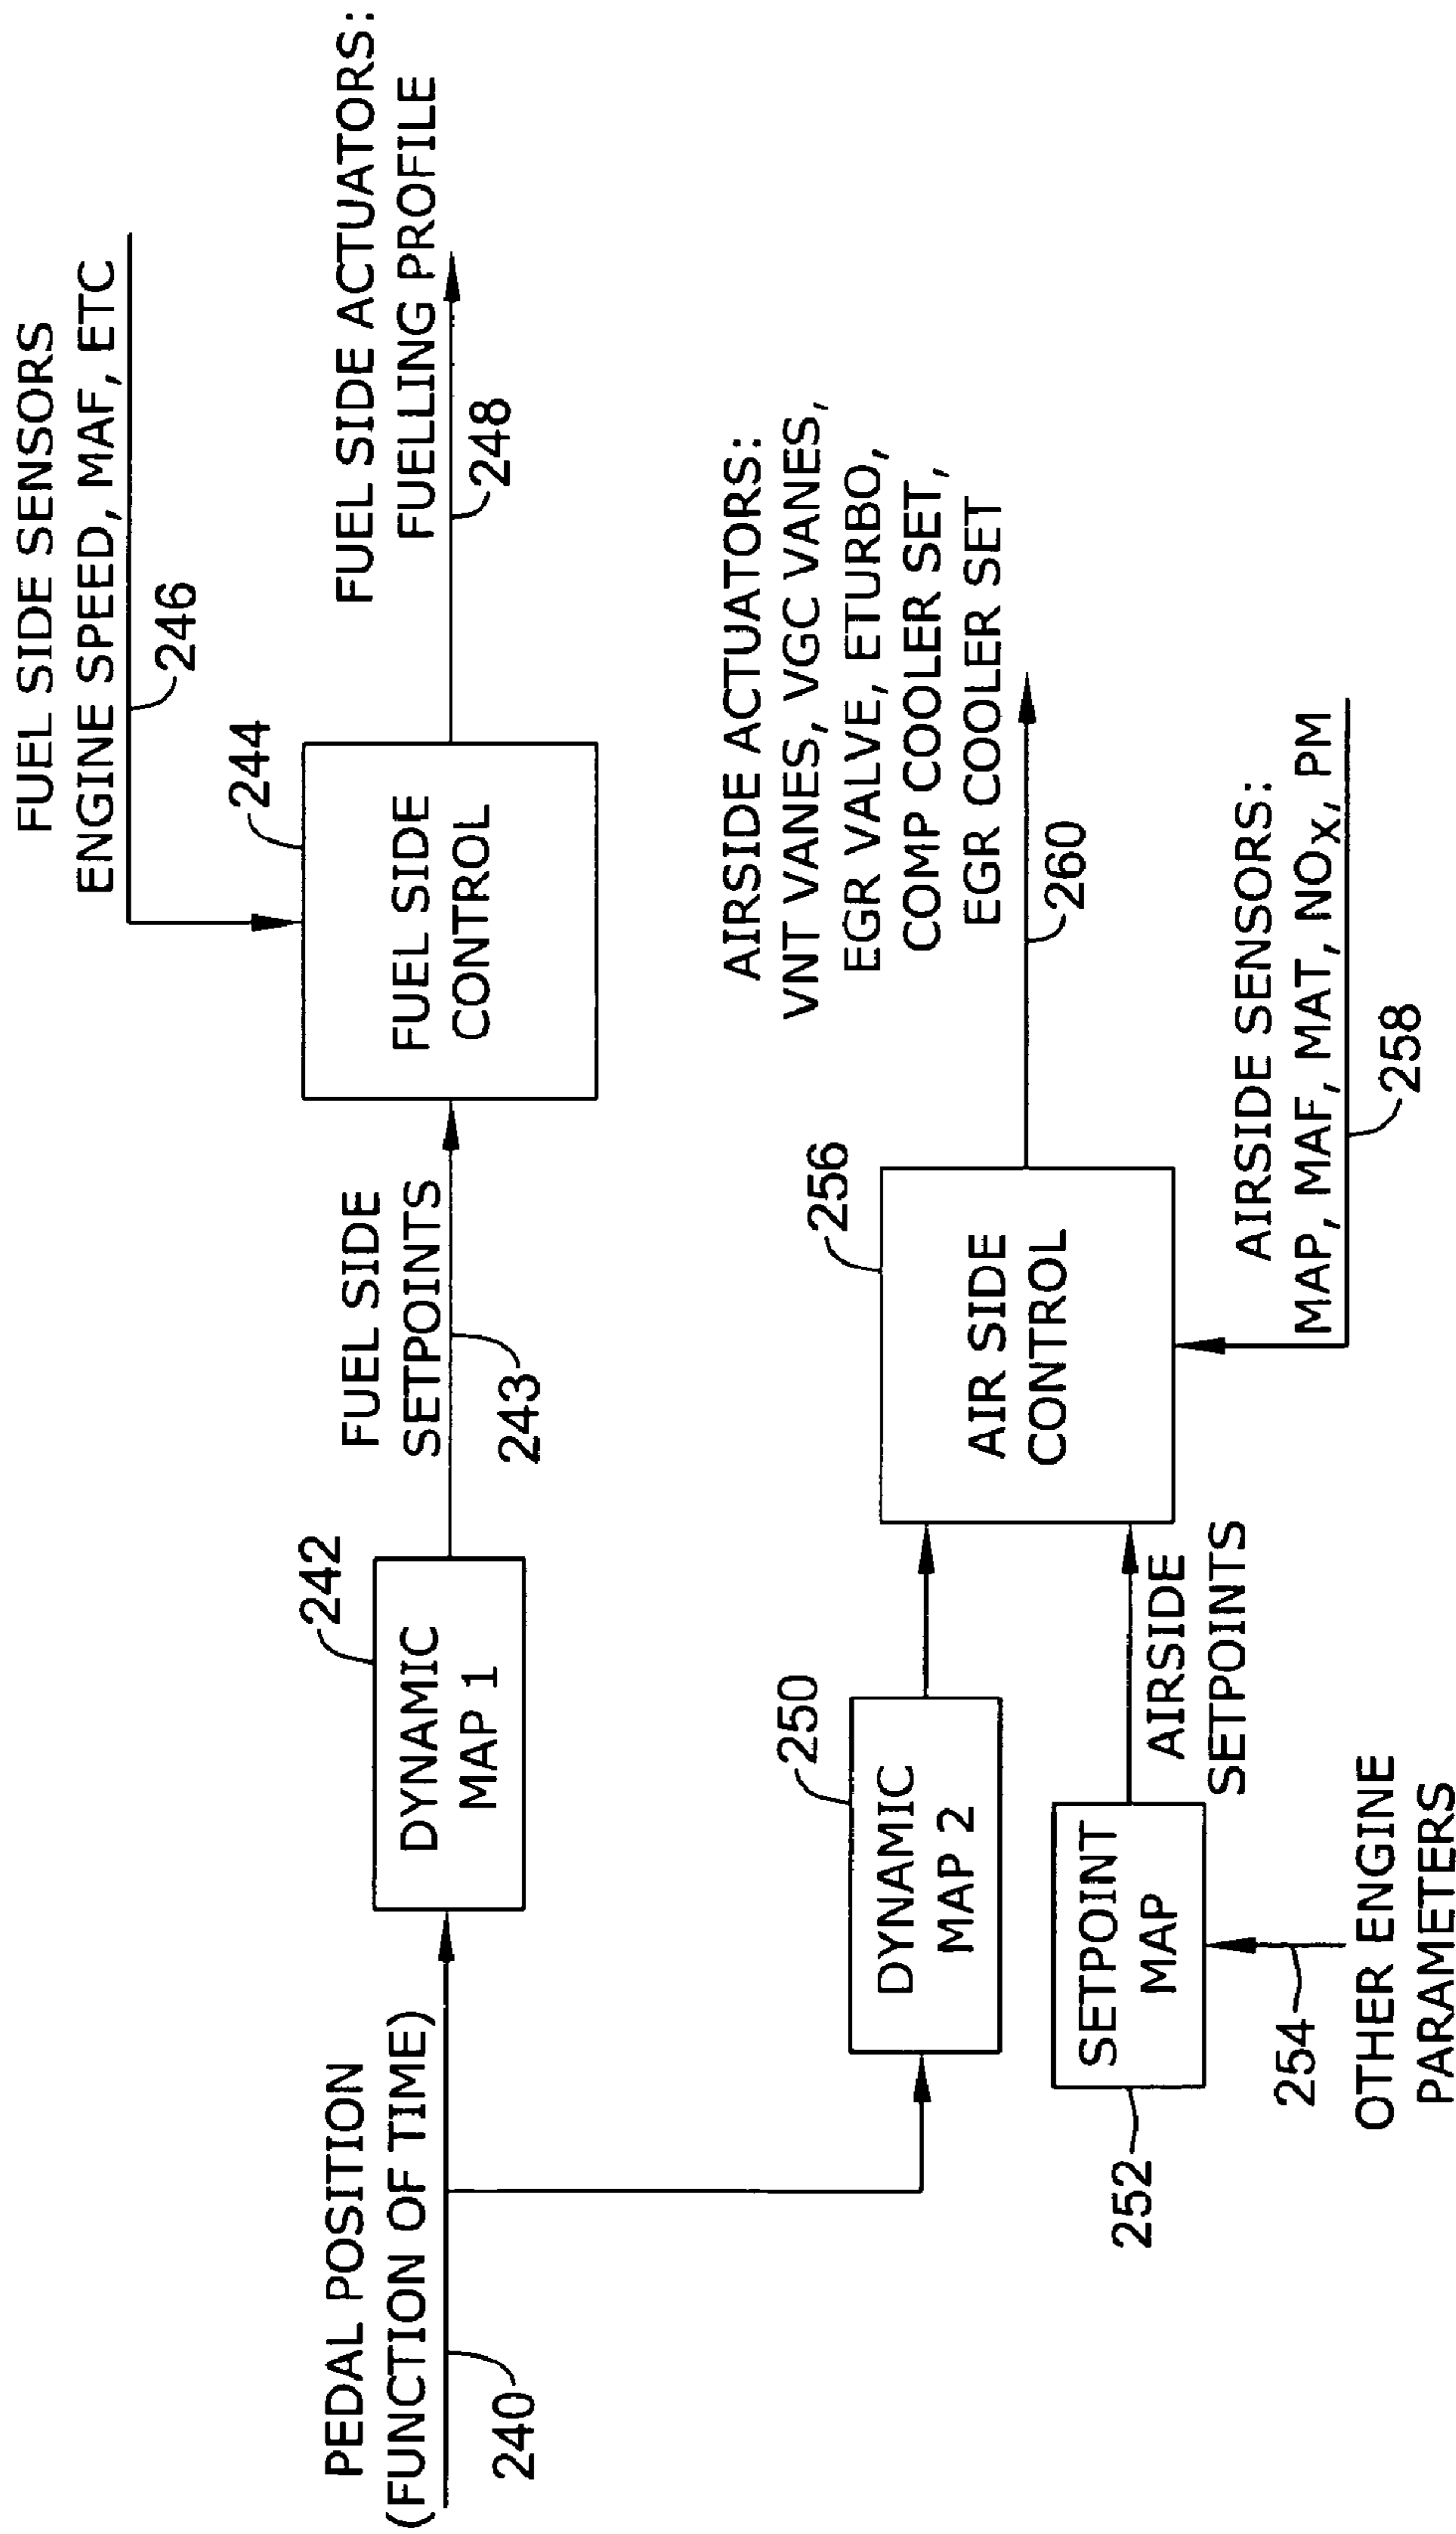 PEDAL POSITION
(FUNCTION OF TIME)
240
242
DYNAMIC
MAP 1
FUEL SIDE
SETPOINTS
243
244
FUEL SIDE
CONTROL
FUEL SIDE SENSORS
ENGINE SPEED, MAF, ETC
246
FUEL SIDE ACTUATORS:
FUELLING PROFILE
248
250
DYNAMIC
MAP 2
252
SETPOINT
MAP
254
OTHER ENGINE
PARAMETERS
AIRSIDE
SETPOINTS
256
AIR SIDE
CONTROL
AIRSIDE SENSORS:
MAP, MAF, MAT, NOX, PM
258
AIRSIDE ACTUATORS:
VNT VANES, VGC VANES,
EGR VALVE, ETURBO,
COMP COOLER SET,
EGR COOLER SET
260